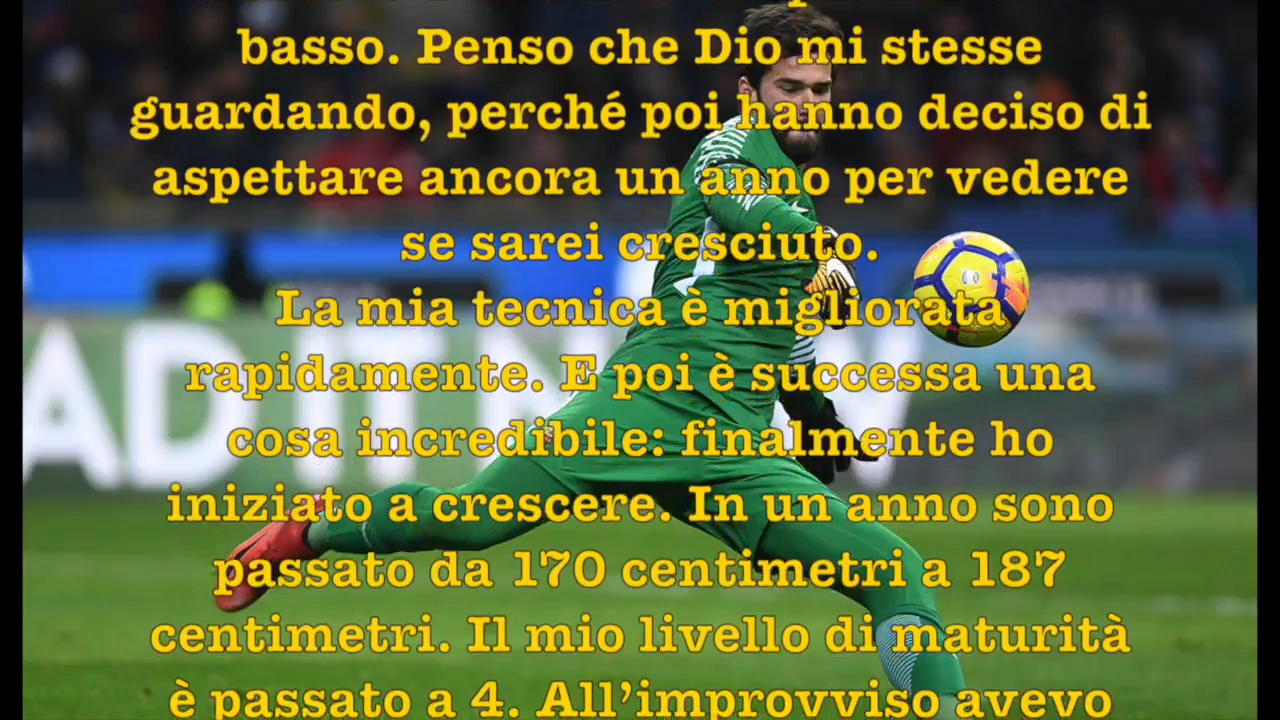 basso. Penso che Dio mi stesse
guardando, perché poi hanno deciso di
aspettare ancora un anno per vedere
se sarei cresciuto.
La mia tecnica è migliorata
rapidamente. E poi è successa una
cosa incredibile: finalmente ho
iniziato a crescere. In un anno sono
passato da 170 centimetri a 187
centimetri. Il mio livello di maturità
è passato a 4. All’improvviso avevo